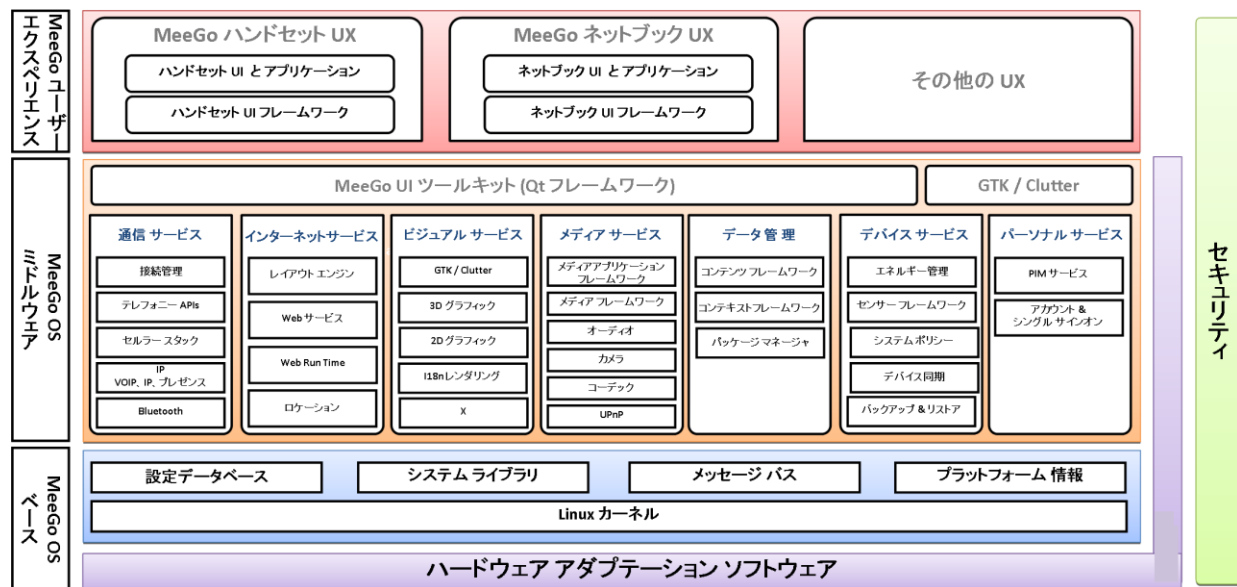 MeeGo ユーザー
エクスペリエンス
MeeGo ハンドセット UX
ハンドセット UI とアプリケーション
ハンドセット UI フレームワーク
MeeGo ネットブック UX
ネットブック UI とアプリケーション
ネットブック UI フレームワーク
その他の UX
MeeGo OS
ミドルウェア
MeeGo UI ツールキット (Qt フレームワーク)
GTK / Clutter
通信 サービス
接続管理
テレフォニー APIs
セルラー スタック
IP
VOIP、IP、プレゼンス
Bluetooth
インターネットサービス
レイアウト エンジン
Web サービス
Web Run Time
ロケーション
ビジュアル サービス
GTK / Clutter
3D グラフィック
2D グラフィック
I18n レンダリング
X
メディア サービス
メディアアプリケーション
フレームワーク
メディア フレームワーク
オーディオ
カメラ
コーデック
UPnP
データ管理
コンテンツ フレームワーク
コンテキストフレームワーク
パッケージ マネージャ
デバイス サービス
エネルギー管理
センサー フレームワーク
システム ポリシー
デバイス同期
バックアップ & リストア
パーソナル サービス
PIM サービス
アカウント &
シングル サインオン
MeeGo OS
ベース
設定データベース
システム ライブラリ
メッセージ バス
プラットフォーム 情報
Linux カーネル
ハードウェア アダプテーション ソフトウェア
セキュリティ